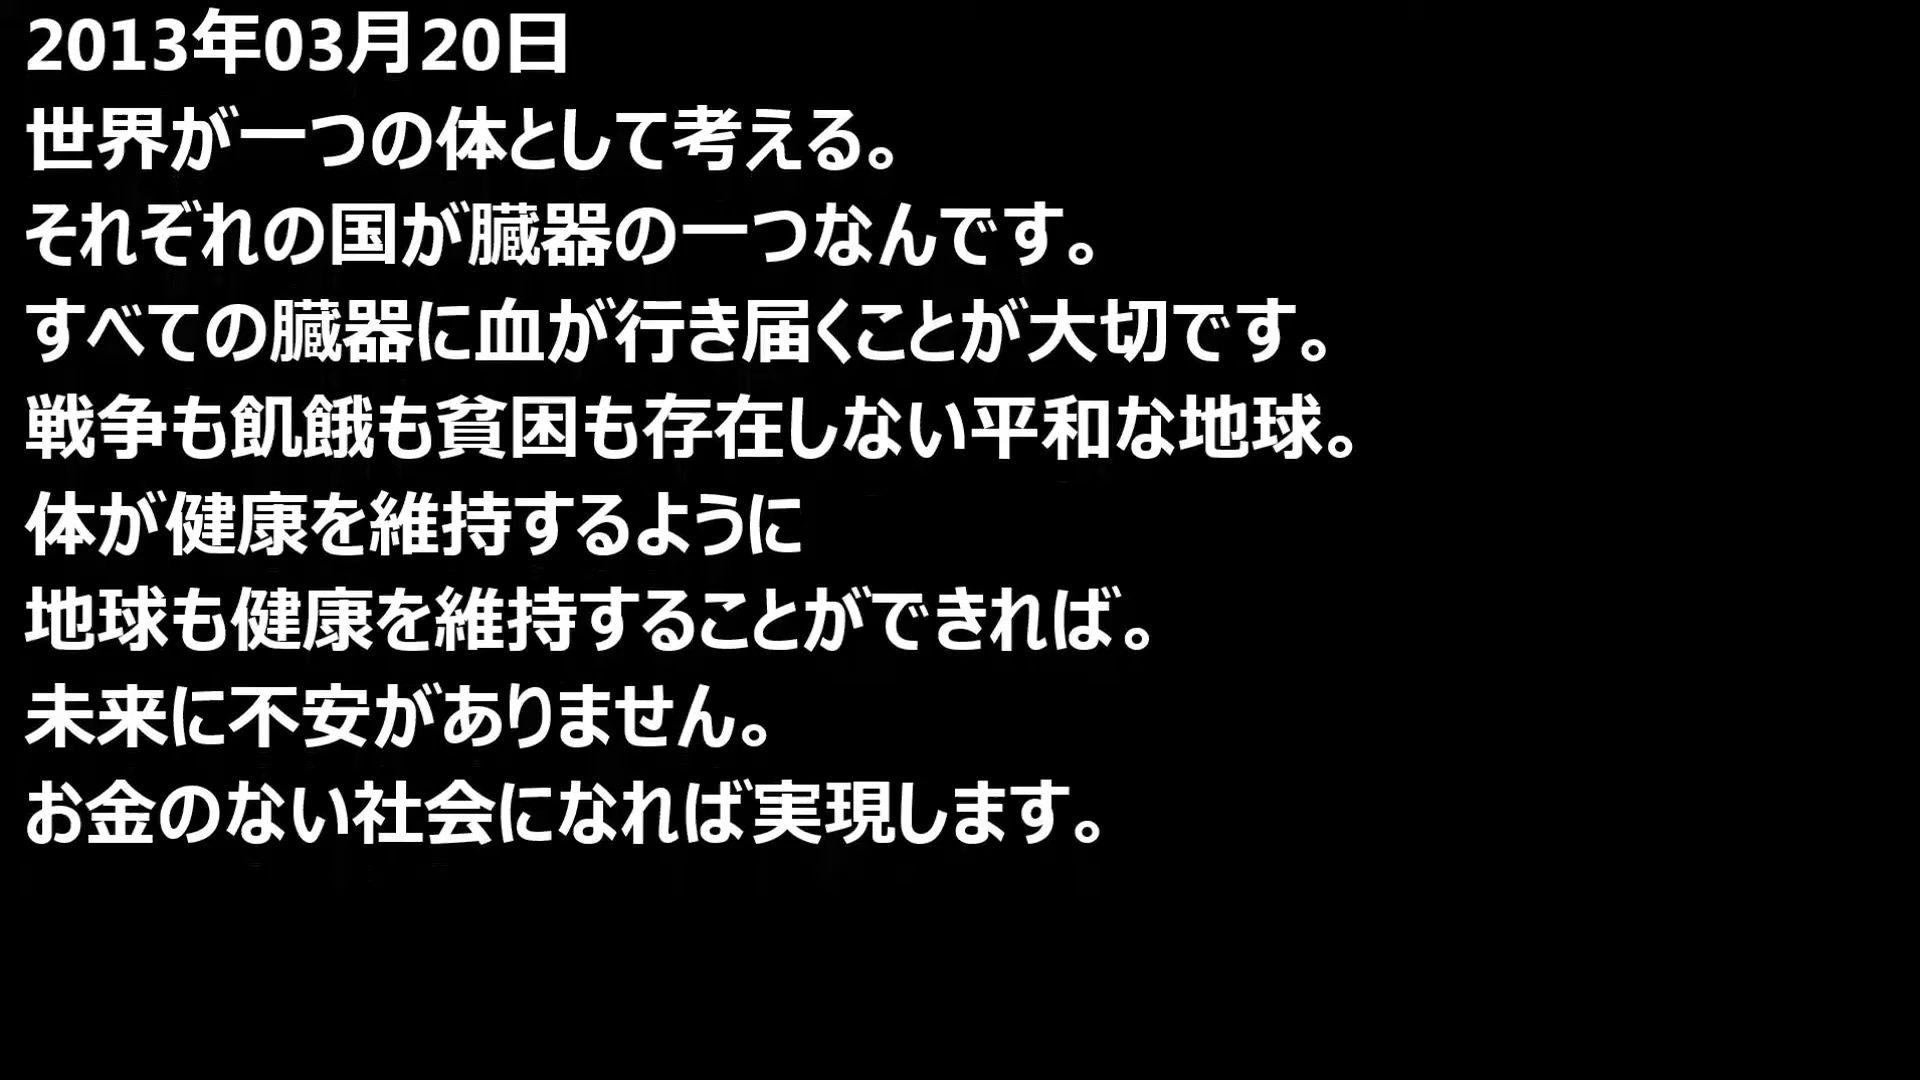 2013年03月20日
世界が一つの体として考える。
それぞれの国が臓器の一つなんです。
すべての臓器に血が行き届くことが大切です。
戦争も飢餓も貧困も存在しない平和な地球。
体が健康を維持するように
地球も健康を維持することができれば。
未来に不安がありません。
お金のない社会になれば実現します。